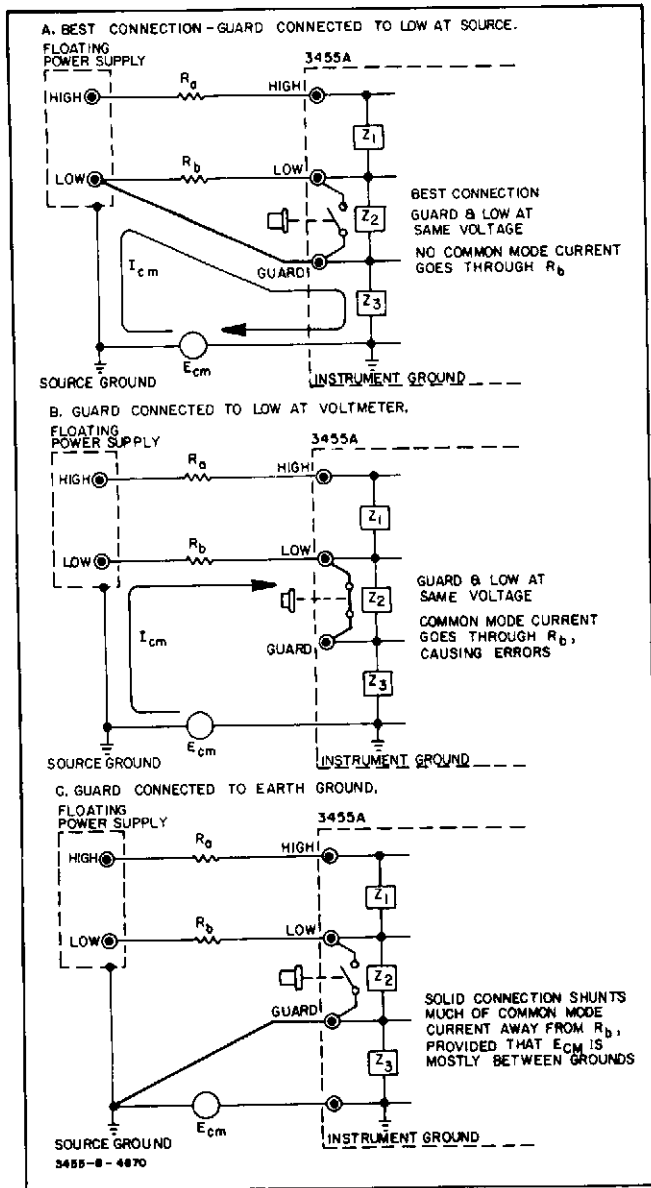 A. BEST CONNECTION - GUARD CONNECTED TO LOW AT SOURCE.
FLOATING
POWER SUPPLY
3455A
HIGH
Ra
HIGH
Z1
LOW
Rb
LOW
Z2
BEST CONNECTION
GUARD & LOW AT
SAME VOLTAGE
NO COMMON MODE CURRENT
GOES THROUGH Rb
Icm
GUARD
Z3
Ecm
SOURCE GROUND
INSTRUMENT GROUND
B. GUARD CONNECTED TO LOW AT VOLTMETER.
FLOATING
POWER SUPPLY
3455A
HIGH
Ra
HIGH
Z1
LOW
Rb
LOW
Z2
GUARD & LOW AT
SAME VOLTAGE
COMMON MODE CURRENT
GOES THROUGH Rb,
CAUSING ERRORS
Icm
GUARD
Z3
Ecm
SOURCE GROUND
INSTRUMENT GROUND
C. GUARD CONNECTED TO EARTH GROUND.
FLOATING
POWER SUPPLY
3455A
HIGH
Ra
HIGH
Z1
LOW
Rb
LOW
Z2
GUARD
SOLID CONNECTION SHUNTS
MUCH OF COMMON MODE
CURRENT AWAY FROM Rb,
PROVIDED THAT ECM IS
MOSTLY BETWEEN GROUNDS
Z3
Ecm
SOURCE GROUND
INSTRUMENT GROUND
3455-B-4670